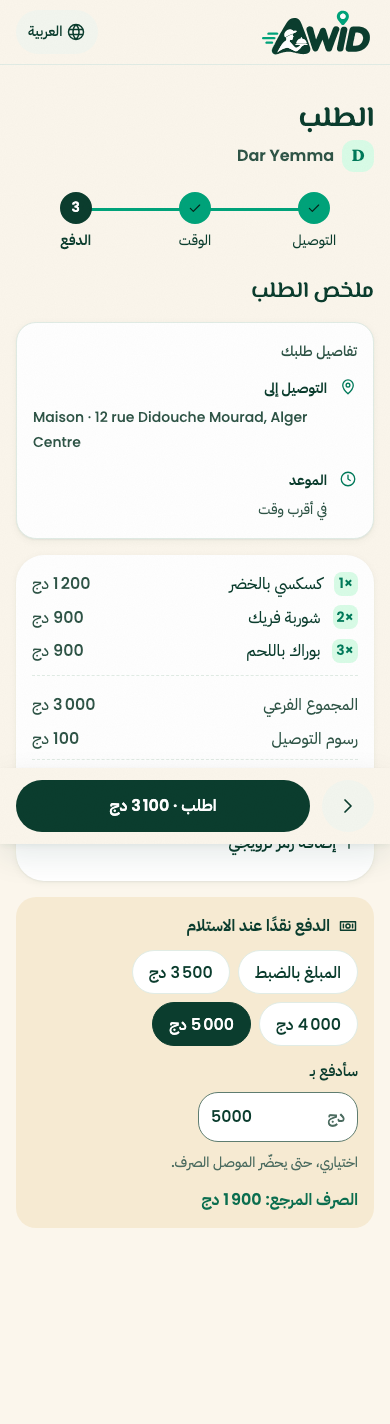 AWiD
العربية
الطلب
D Dar Yemma
التوصيل
الوقت
3
الدفع
ملخص الطلب
تفاصيل طلبك
التوصيل إلى
Maison · 12 rue Didouche Mourad, Alger
Centre
الموعد
في أقرب وقت
1× كسكسي بالخضر 1 200 دج
2× شوربة فريك 900 دج
3× بوراك باللحم 900 دج
المجموع الفرعي 3 000 دج
رسوم التوصيل 100 دج
اطلب · 3 100 دج
الدفع نقدًا عند الاستلام
المبلغ بالضبط
3 500 دج
4 000 دج
5 000 دج
سأدفع بـ
5000 دج
اختياري، حتى يحضّر الموصل الصرف.
الصرف المرجع: 1 900 دج